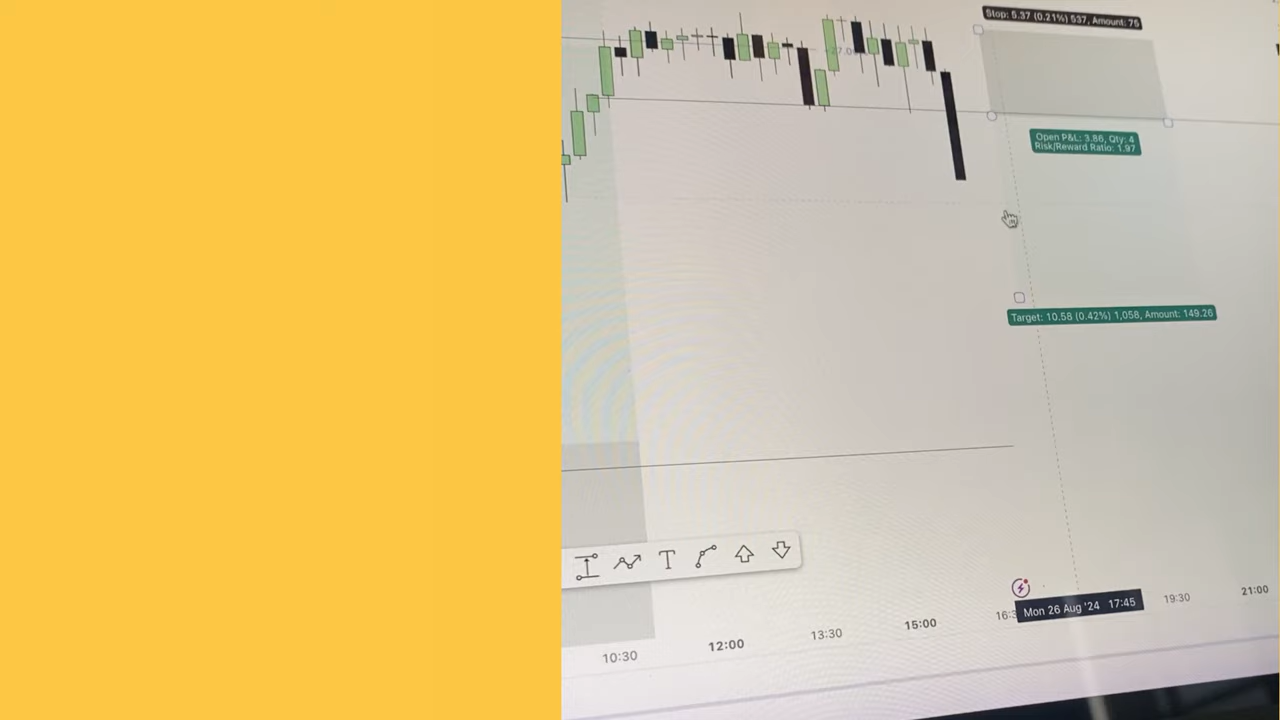 Stop: 5.37 (0.21%) 537, Amount: 75
Open P&L: 3.86, Qty: 4
Risk/Reward Ratio: 1.97
Target: 10.58 (0.42%) 1,058, Amount: 149.26
T
Mon 26 Aug '24 17:45
19:30
21:00
10:30
12:00
13:30
15:00